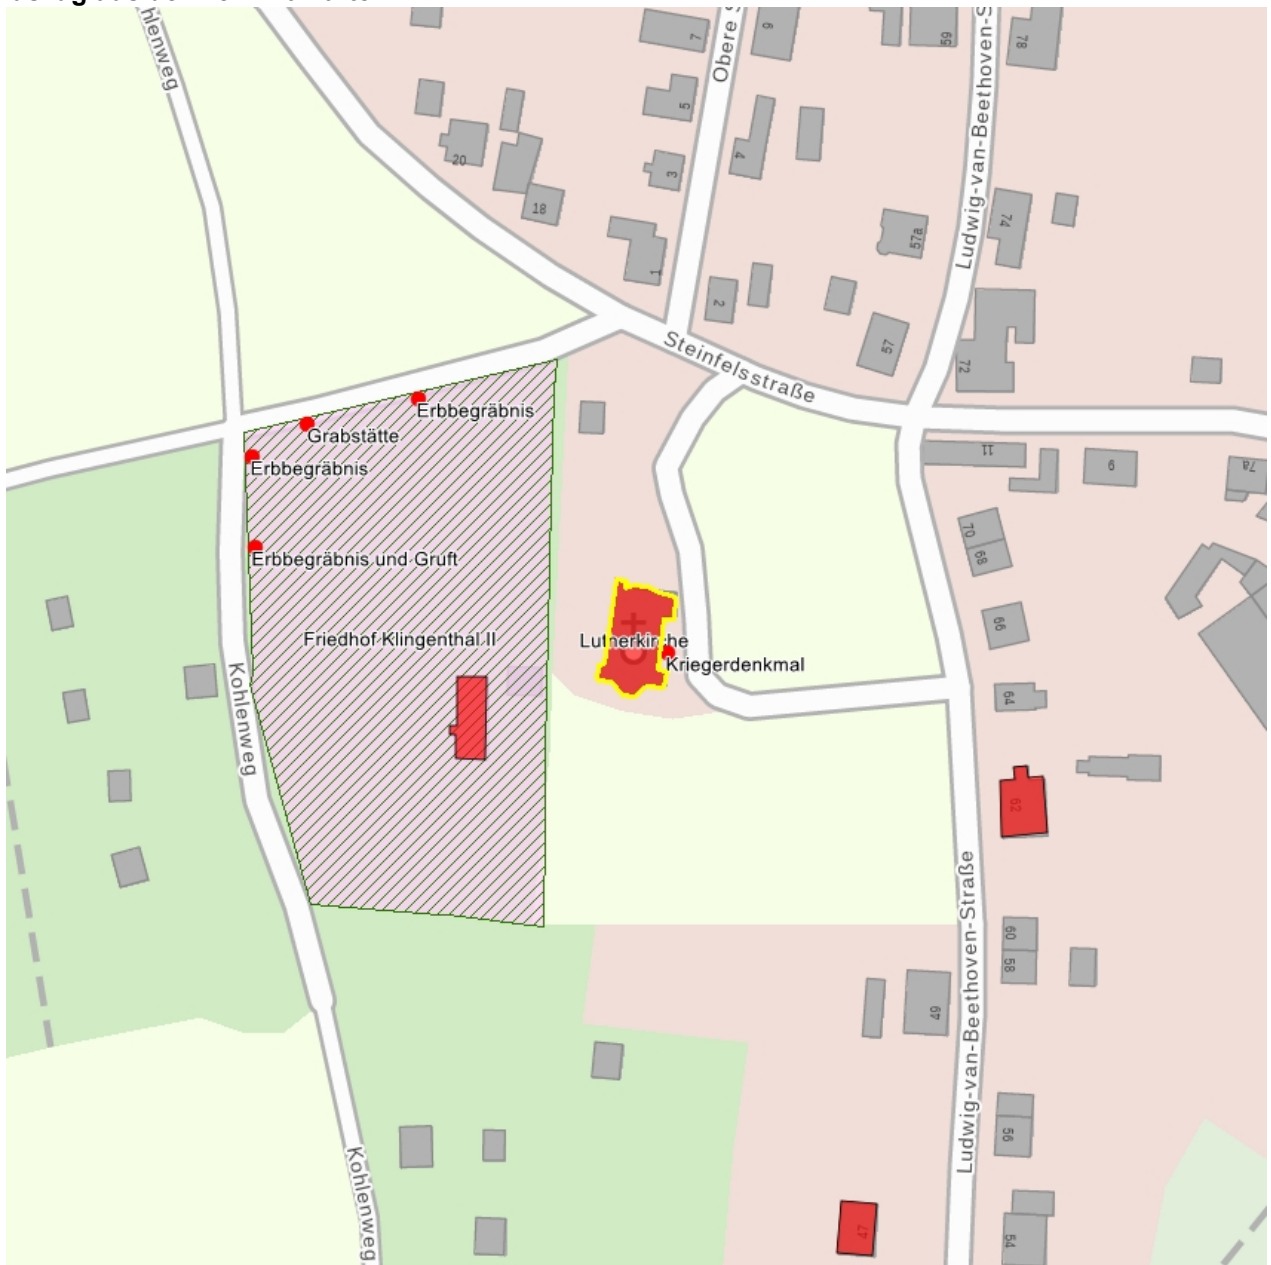 Kohlenweg
7
Obere S
9
59
78
Ludwig-van-Beethoven-S
5
20
4
3
18
57a
74
1
2
57
72
Steinfelsstraße
Erbbegräbnis
Grabstätte
Erbbegräbnis
11
9
7a
70
68
Erbbegräbnis und Gruft
66
Friedhof Klingenthal II
Lutherkirche
Kriegerdenkmal
64
Kohlenweg
62
Ludwig-van-Beethoven-Straße
60
58
49
56
Kohlenweg
47
54